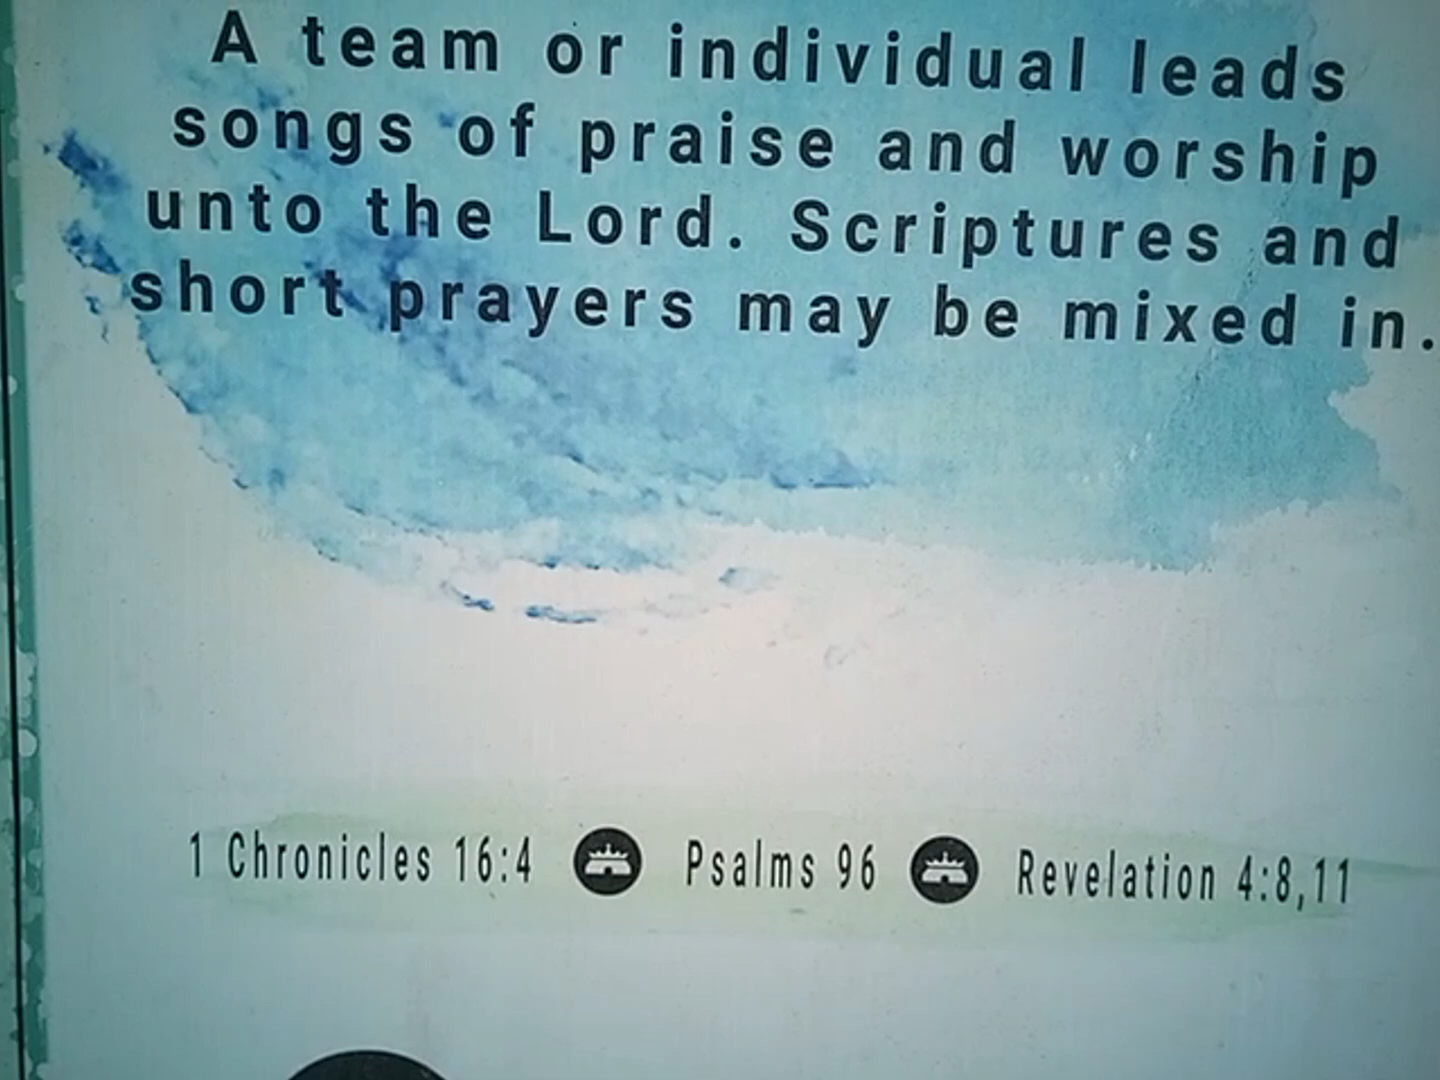 A team or individual leads
songs of praise and worship
unto the Lord. Scriptures and
short prayers may be mixed in.
1 Chronicles 16:4 Psalms 96 Revelation 4:8,11